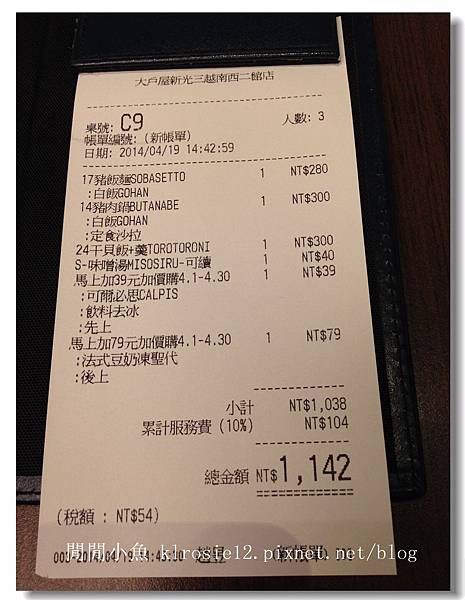 大戶屋新光三越南西二館店
桌號: C9 人數: 3
帳單編號: (新帳單)
日期: 2014/04/19 14:42:59
17豬飯麵SOBASETTO 1 NT$280
:白飯GOHAN
14豬肉鍋BUTANABE 1 NT$300
:白飯GOHAN
:定食沙拉
24干貝飯+羹TOROTORONI 1 NT$300
S-味噌湯MISOSIRU-可續 1 NT$40
馬上加39元加價購4.1-4.30 1 NT$39
:可爾必思CALPIS
:飲料去冰
:先上
馬上加79元加價購4.1-4.30 1 NT$79
:法式豆奶凍聖代
:後上
小計 NT$1,038
累計服務費 (10%) NT$104
總金額 NT$1,142
(稅額 : NT$54)
新帳單
閒閒小魚 klroste12.pixnet.net/blog